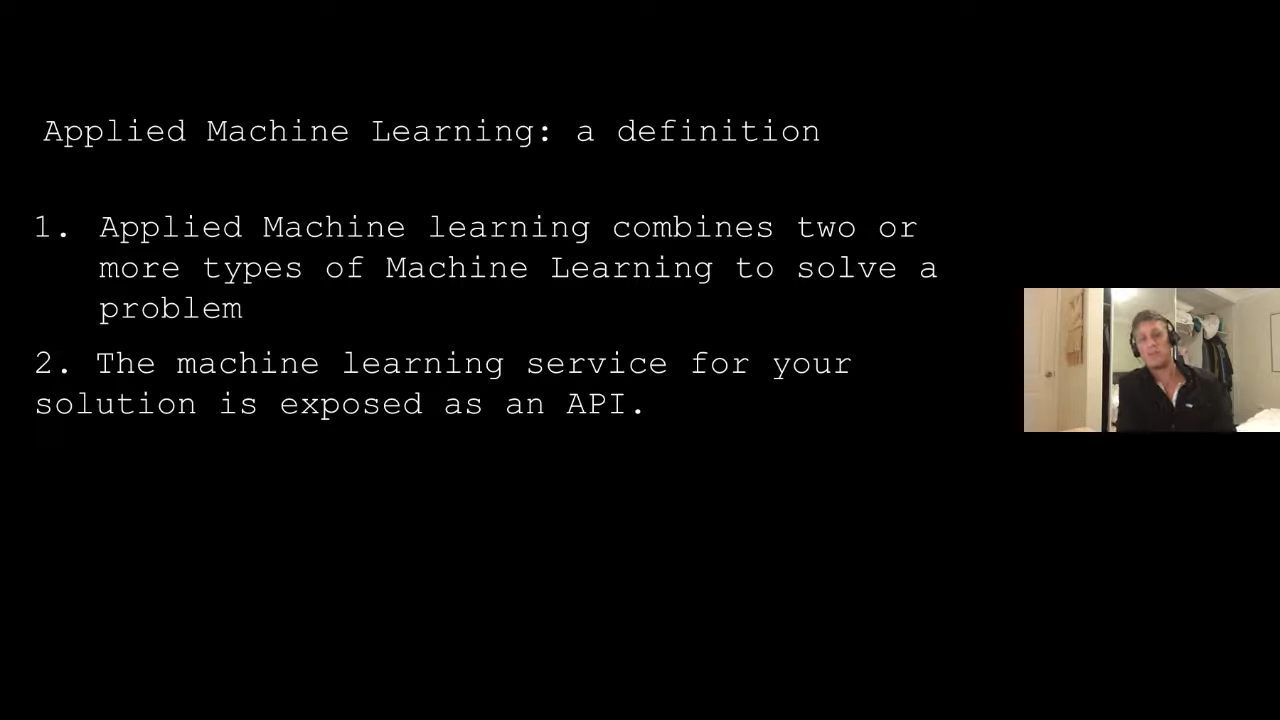 Applied Machine Learning: a definition
1. Applied Machine learning combines two or
more types of Machine Learning to solve a
problem
2. The machine learning service for your
solution is exposed as an API.